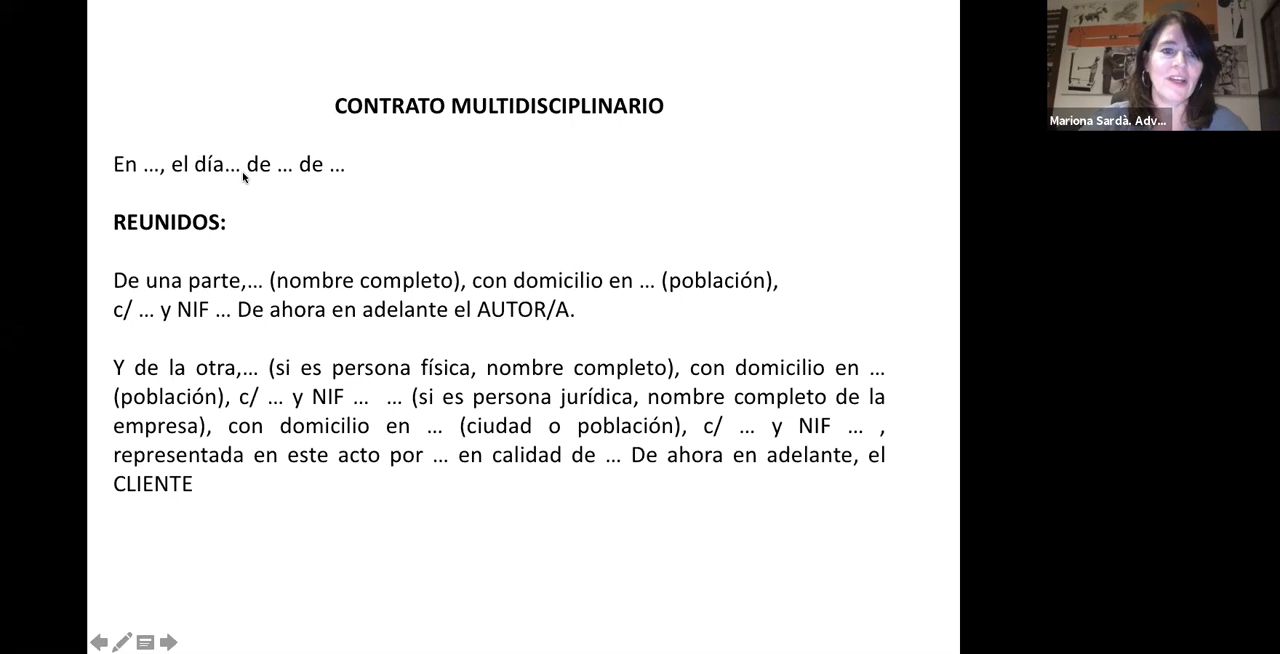 CONTRATO MULTIDISCIPLINARIO
En ..., el día... de ... de ...
REUNIDOS:
De una parte,... (nombre completo), con domicilio en ... (población),
c/ ... y NIF ... De ahora en adelante el AUTOR/A.
Y de la otra,... (si es persona física, nombre completo), con domicilio en ...
(población), c/ ... y NIF ... ... (si es persona jurídica, nombre completo de la
empresa), con domicilio en ... (ciudad o población), c/ ... y NIF ... ,
representada en este acto por ... en calidad de ... De ahora en adelante, el
CLIENTE
Mariona Sardà. Adv...